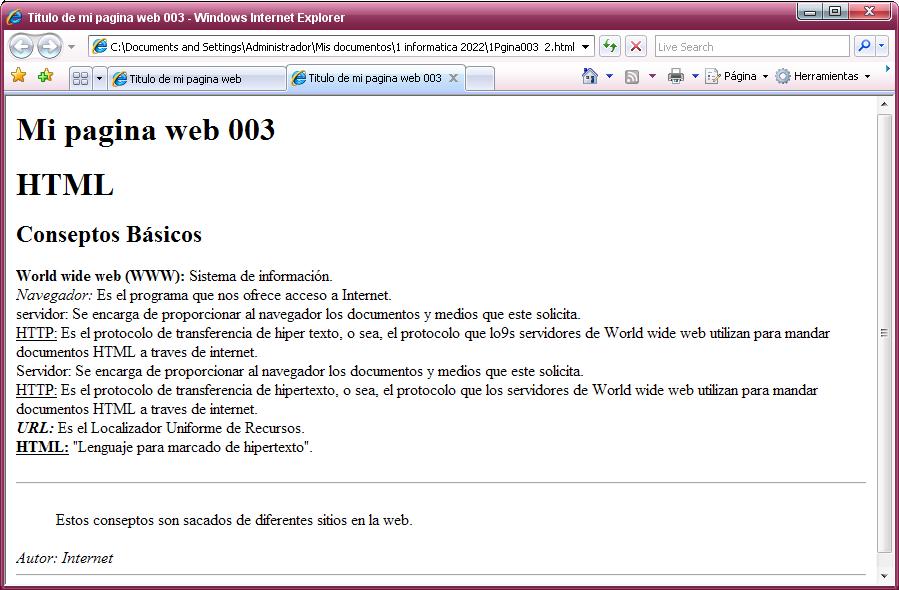 Titulo de mi pagina web 003 - Windows Internet Explorer
C:\Documents and Settings\Administrador\Mis documentos\1 informatica 2022\1Pgina003 2.html
Live Search
Titulo de mi pagina web
Titulo de mi pagina web 003
Página
Herramientas
Mi pagina web 003
HTML
Conseptos Básicos
World wide web (WWW): Sistema de información.
Navegador: Es el programa que nos ofrece acceso a Internet.
servidor: Se encarga de proporcionar al navegador los documentos y medios que este solicita.
HTTP: Es el protocolo de transferencia de hiper texto, o sea, el protocolo que lo9s servidores de World wide web utilizan para mandar
documentos HTML a traves de internet.
Servidor: Se encarga de proporcionar al navegador los documentos y medios que este solicita.
HTTP: Es el protocolo de transferencia de hipertexto, o sea, el protocolo que los servidores de World wide web utilizan para mandar
documentos HTML a traves de internet.
URL: Es el Localizador Uniforme de Recursos.
HTML: "Lenguaje para marcado de hipertexto".
Estos conseptos son sacados de diferentes sitios en la web.
Autor: Internet